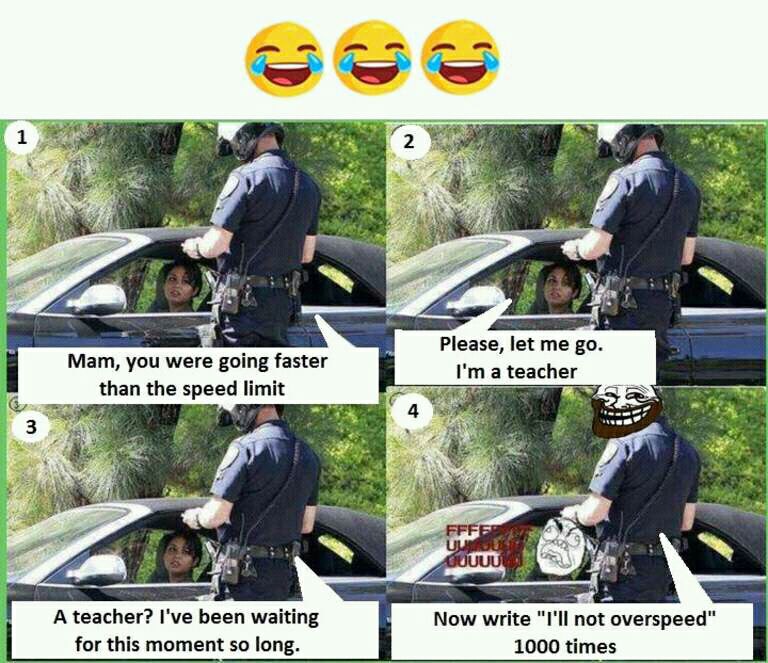 1
Mam, you were going faster
than the speed limit
2
Please, let me go.
I'm a teacher
3
A teacher? I've been waiting
for this moment so long.
4
Now write "I'll not overspeed"
1000 times